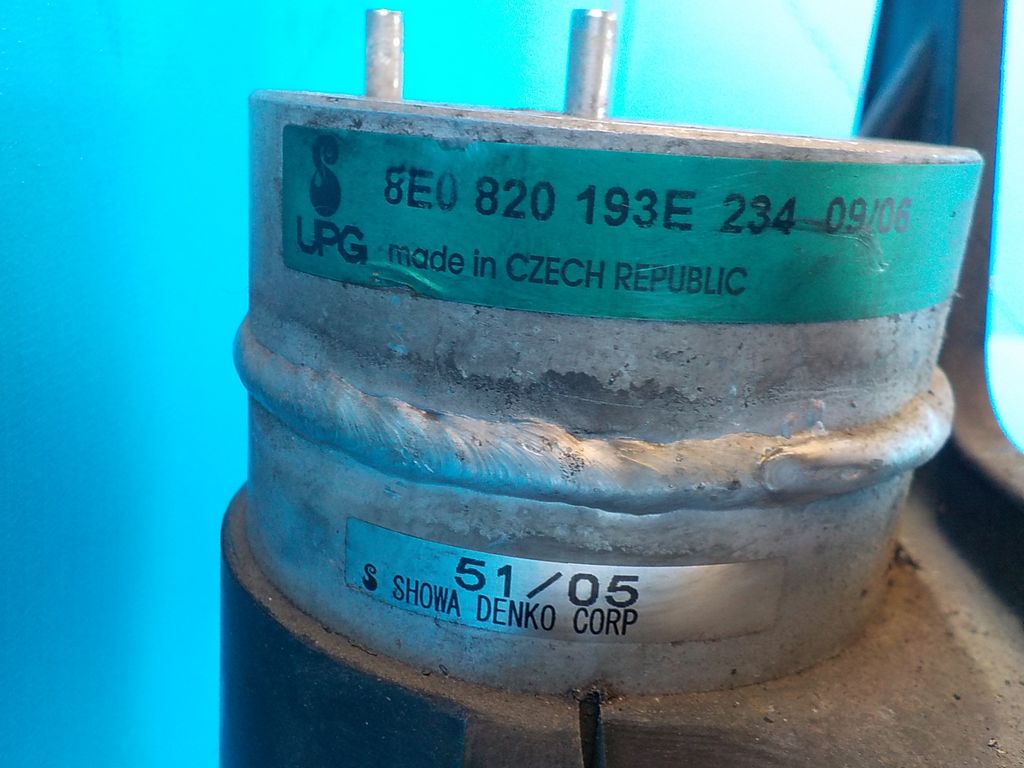 8E0 820 193E 234 09/06
UPG made in CZECH REPUBLIC
51/05
SHOWA DENKO CORP